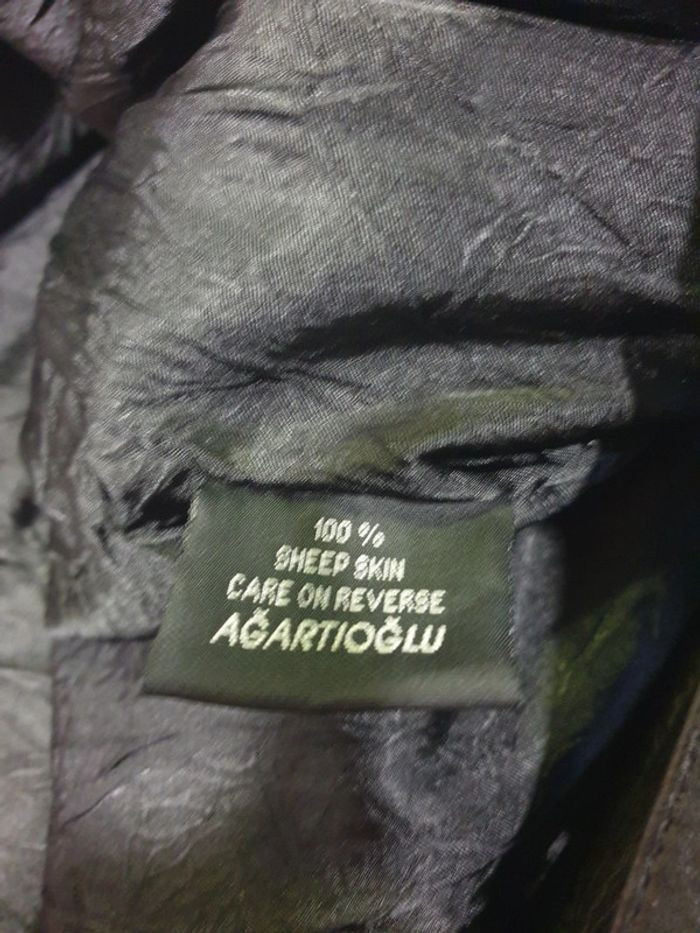 100 %
SHEEP SKIN
CARE ON REVERSE
AĞARTIOĞLU